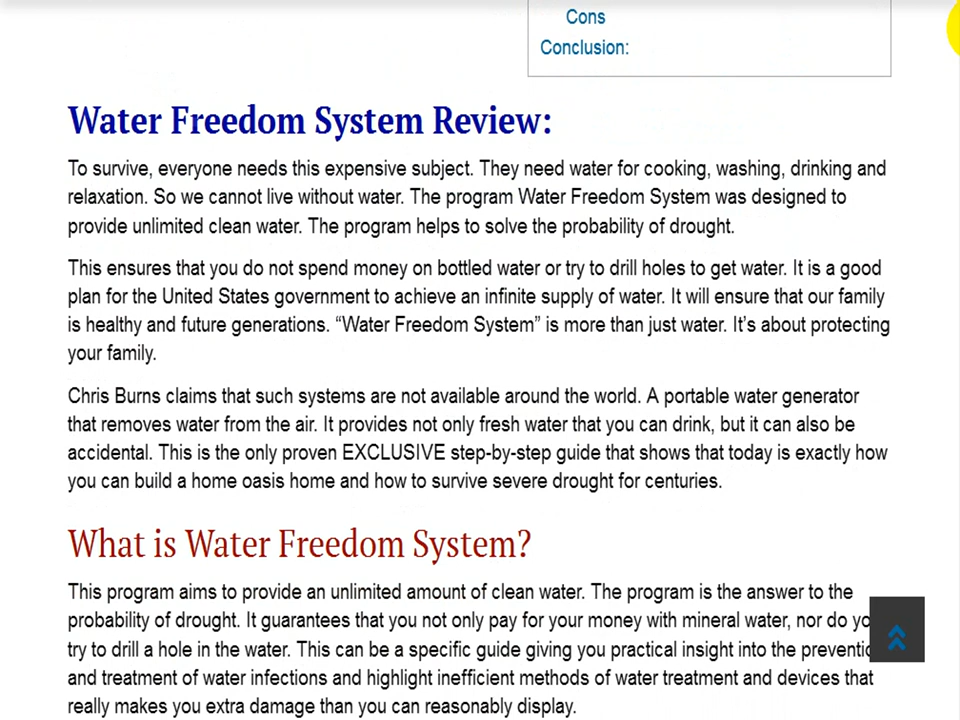 Cons
Conclusion:
Water Freedom System Review:
To survive, everyone needs this expensive subject. They need water for cooking, washing, drinking and
relaxation. So we cannot live without water. The program Water Freedom System was designed to
provide unlimited clean water. The program helps to solve the probability of drought.
This ensures that you do not spend money on bottled water or try to drill holes to get water. It is a good
plan for the United States government to achieve an infinite supply of water. It will ensure that our family
is healthy and future generations. “Water Freedom System” is more than just water. It’s about protecting
your family.
Chris Burns claims that such systems are not available around the world. A portable water generator
that removes water from the air. It provides not only fresh water that you can drink, but it can also be
accidental. This is the only proven EXCLUSIVE step-by-step guide that shows that today is exactly how
you can build a home oasis home and how to survive severe drought for centuries.
What is Water Freedom System?
This program aims to provide an unlimited amount of clean water. The program is the answer to the
probability of drought. It guarantees that you not only pay for your money with mineral water, nor do yo
try to drill a hole in the water. This can be a specific guide giving you practical insight into the preventic
and treatment of water infections and highlight inefficient methods of water treatment and devices that
really makes you extra damage than you can reasonably display.